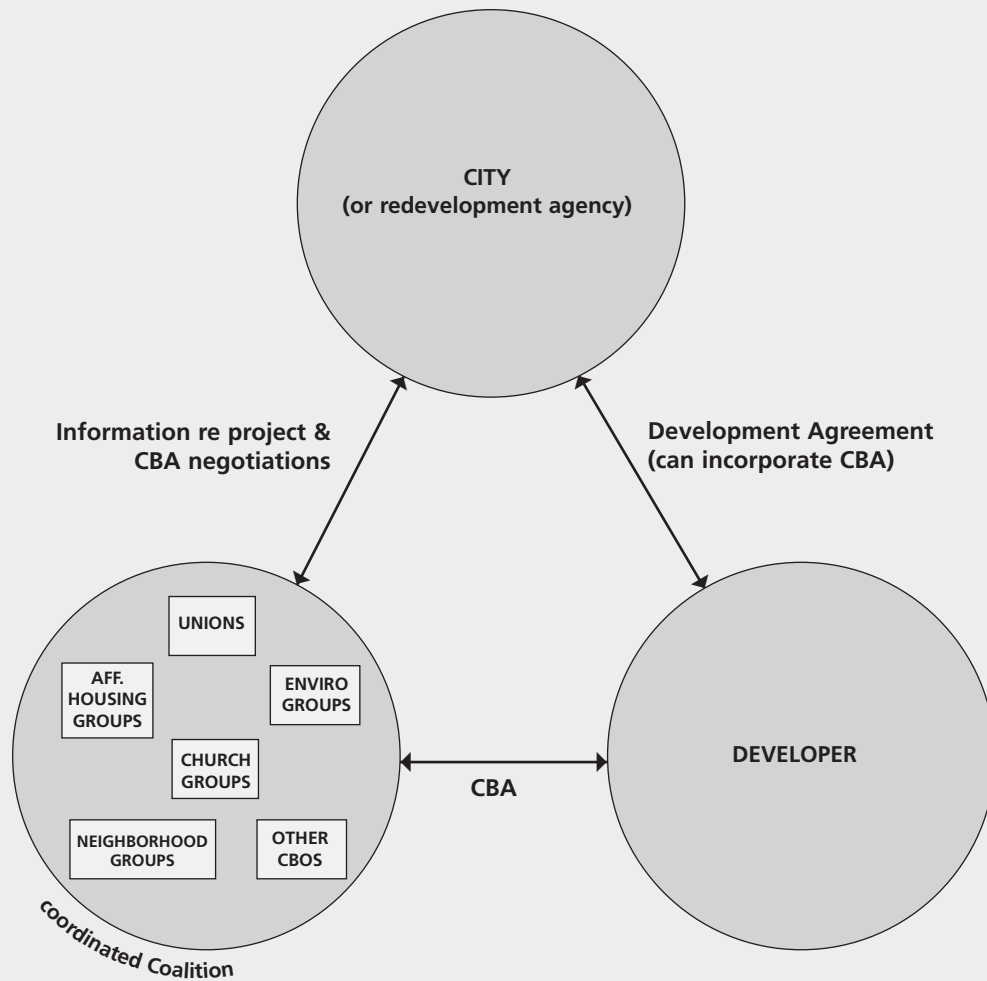 CITY
(or redevelopment agency)
Information re project &
CBA negotiations
Development Agreement
(can incorporate CBA)
UNIONS
AFF.
HOUSING
GROUPS
ENVIRO
GROUPS
CHURCH
GROUPS
NEIGHBORHOOD
GROUPS
OTHER
CBOS
coordinated Coalition
CBA
DEVELOPER